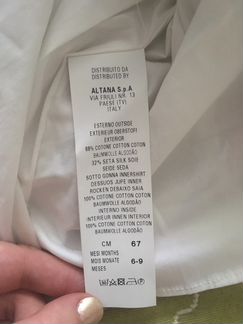 DISTRIBUITO DA
DISTRIBUTED BY
ALTANA S.p.A
VIA FRIULI NR. 13
PAESE (TV)
ITALY
ESTERNO OUTSIDE
EXTERIEUR OBERSTOFF
EXTERIOR
68% COTONE COTTON COTON
BAUMWOLLE ALGODÃO
32% SETA SILK SOIE
SEIDE SEDA
SOTTO GONNA INNERSHIRT
DESSUOS JUPE INNER
ROCKEN DEBAIXO SAIA
100% COTONE COTTON COTON
BAUMWOLLE ALGODÃO
INTERNO INSIDE
INTERIEUR INNEN INTERIOR
100% COTONE COTTON COTON
BAUMWOLLE ALGODÃO
CM 67
MESI MONTHS
MOIS MONATE 6-9
MESES